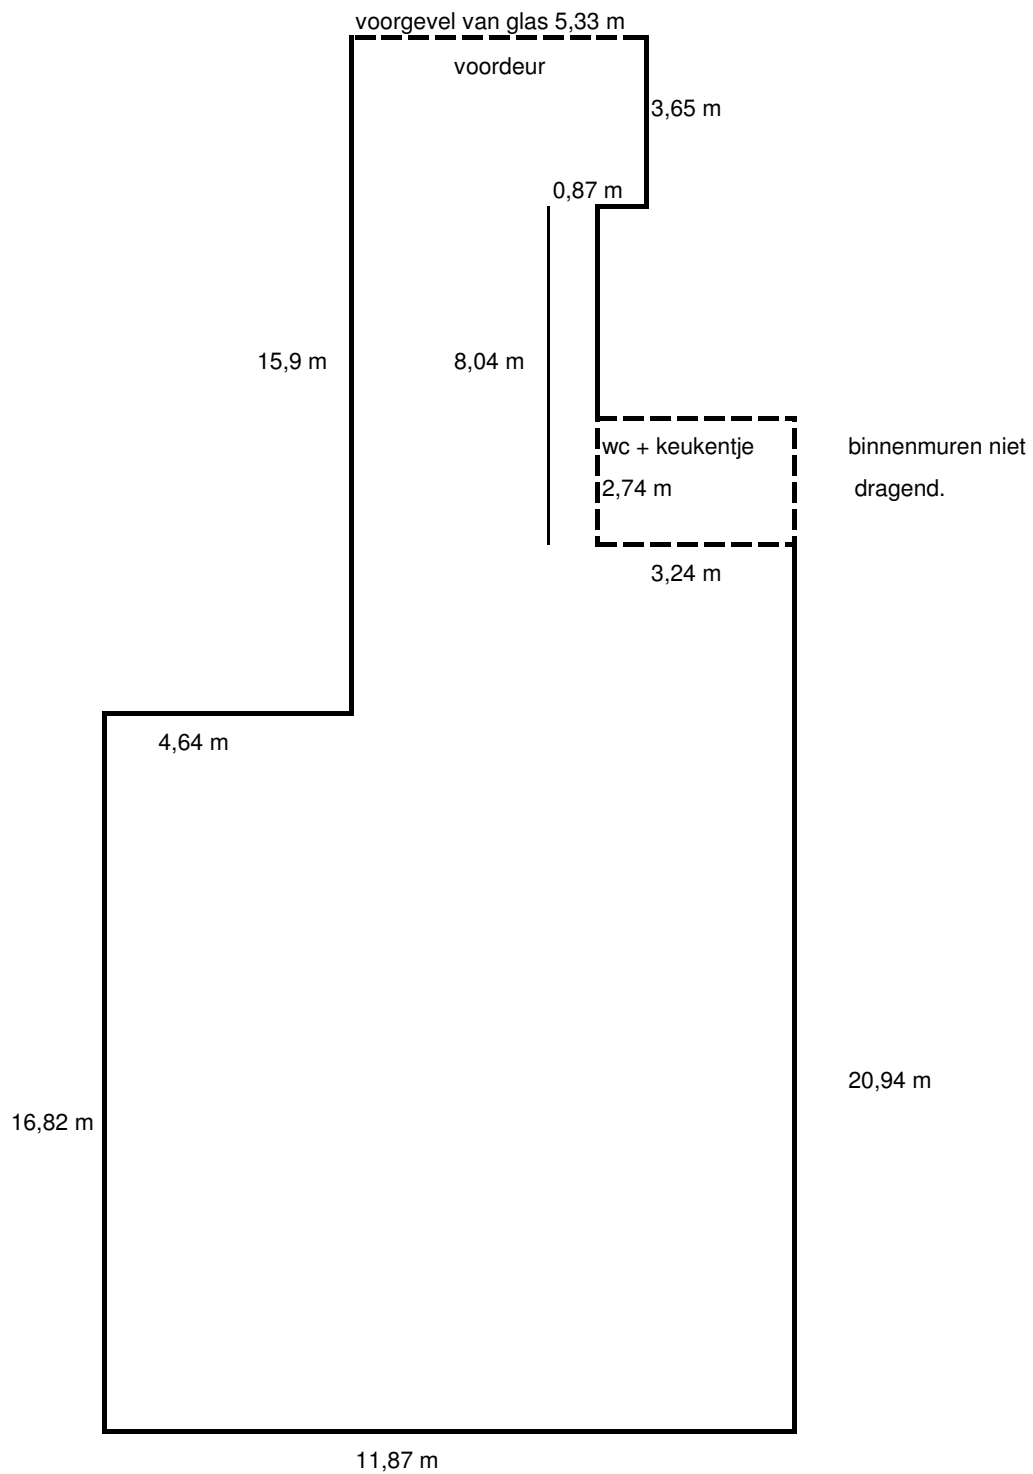 voorgevel van glas 5,33 m
voordeur
3,65 m
0,87 m
15,9 m
8,04 m
wc + keukentje
2,74 m
binnenmuren niet
dragend.
3,24 m
4,64 m
20,94 m
16,82 m
11,87 m